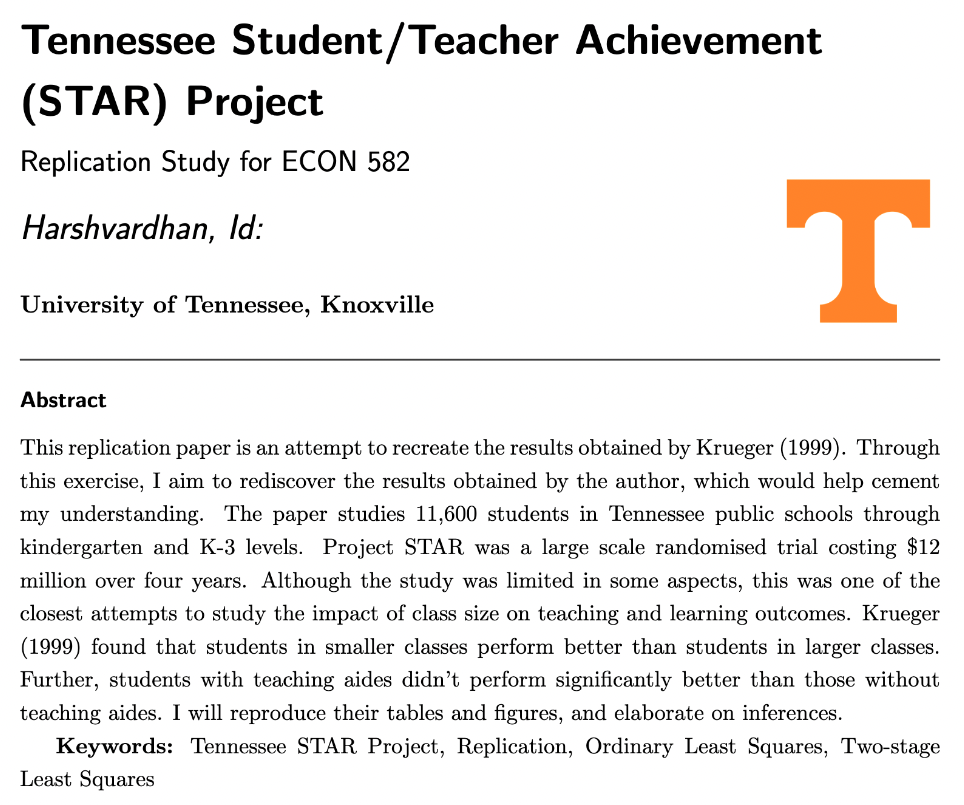 Tennessee Student/Teacher Achievement
(STAR) Project
Replication Study for ECON 582
Harshvardhan, Id:
University of Tennessee, Knoxville
T
Abstract
This replication paper is an attempt to recreate the results obtained by Krueger (1999). Through
this exercise, I aim to rediscover the results obtained by the author, which would help cement
my understanding. The paper studies 11,600 students in Tennessee public schools through
kindergarten and K-3 levels. Project STAR was a large scale randomised trial costing $12
million over four years. Although the study was limited in some aspects, this was one of the
closest attempts to study the impact of class size on teaching and learning outcomes. Krueger
(1999) found that students in smaller classes perform better than students in larger classes.
Further, students with teaching aides didn't perform significantly better than those without
teaching aides. I will reproduce their tables and figures, and elaborate on inferences.
Keywords: Tennessee STAR Project, Replication, Ordinary Least Squares, Two-stage
Least Squares